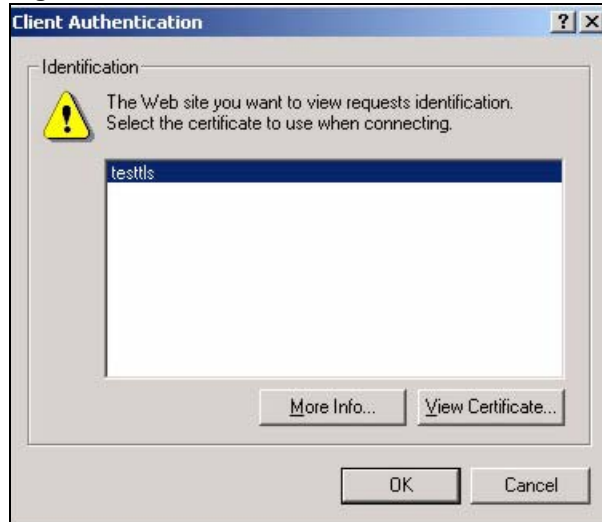 Client Authentication
Identification
The Web site you want to view requests identification.
Select the certificate to use when connecting.
testtls
More Info...
View Certificate...
OK
Cancel